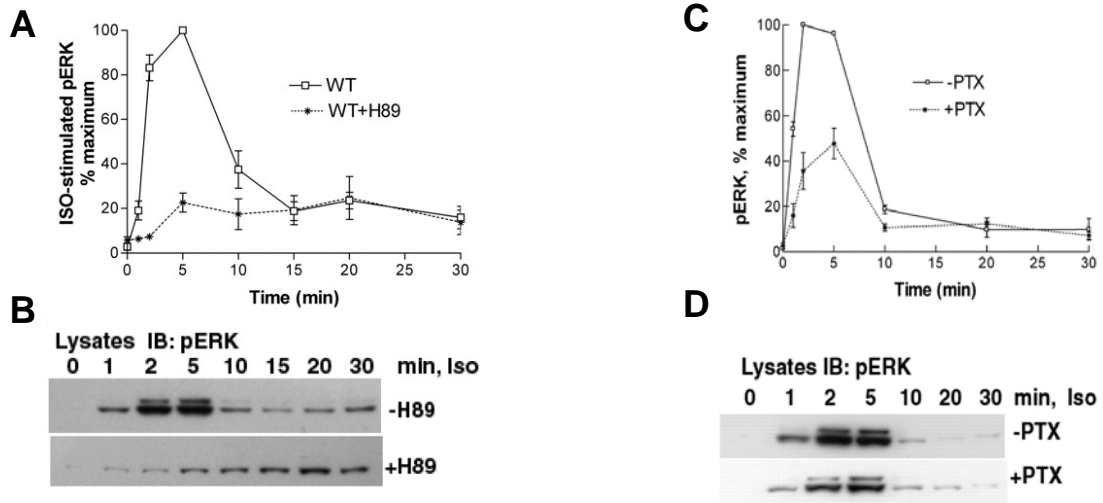 A
ISO-stimulated pERK
% maximum
100
80
60
40
20
0
WT
WT+H89
0 5 10 15 20 25 30
Time (min)
B
Lysates IB: pERK
0 1 2 5 10 15 20 30 min, Iso
-H89
+H89
C
pERK, % maximum
100
80
60
40
20
0
-PTX
+PTX
0 5 10 15 20 25 30
Time (min)
D
Lysates IB: pERK
0 1 2 5 10 20 30 min, Iso
-PTX
+PTX